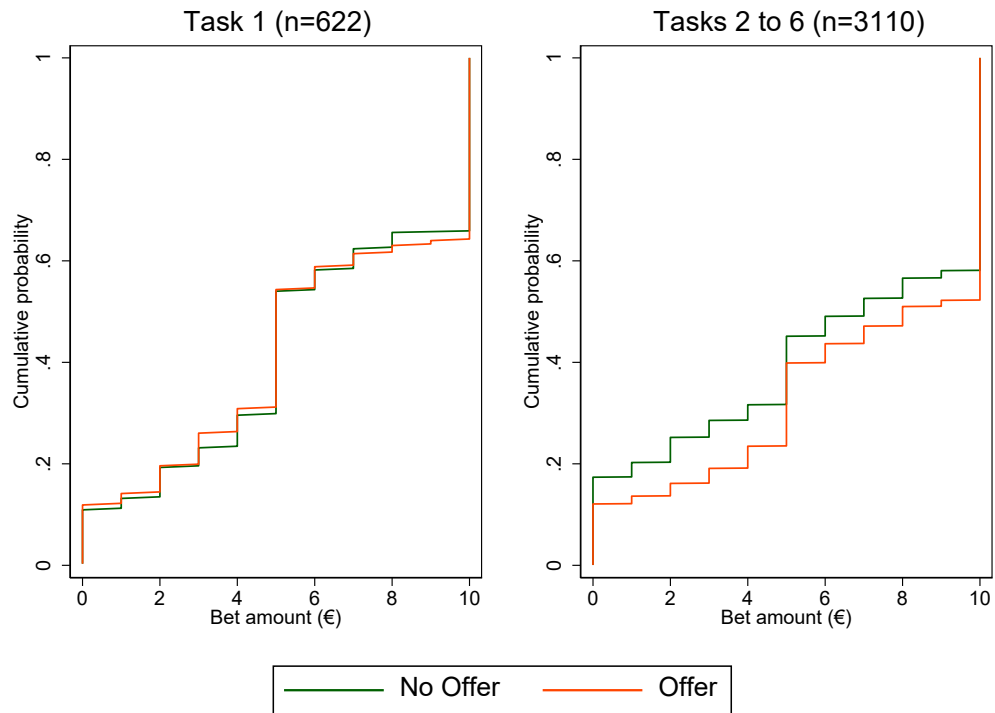 Task 1 (n=622)
Cumulative probability
1
.8
.6
.4
.2
0
0 2 4 6 8 10
Bet amount (€)
Tasks 2 to 6 (n=3110)
Cumulative probability
1
.8
.6
.4
.2
0
0 2 4 6 8 10
Bet amount (€)
No Offer Offer